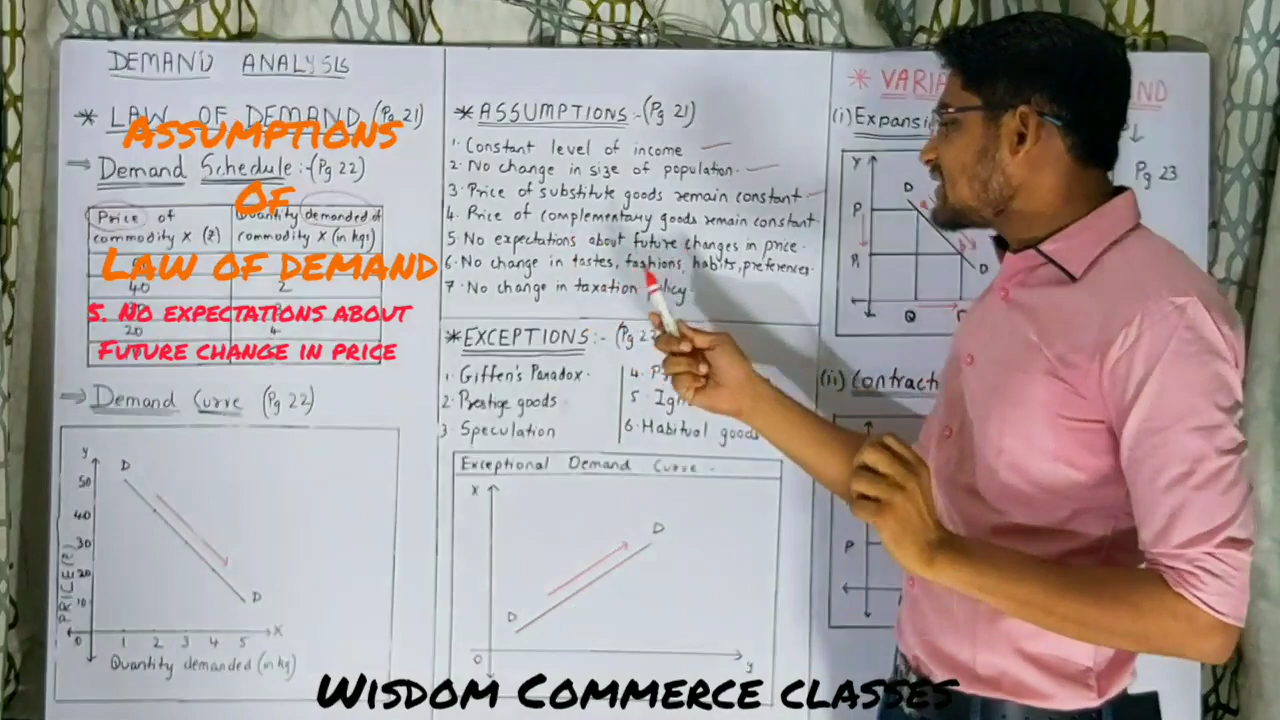 DEMAND ANALYSIS
* LAW OF DEMAND (Pg 21)
⇒ Demand Schedule:-(Pg 22)
Price of
commodity X (₹)
Quantity demanded of
commodity X (in kgs)
40 2
20 4
Assumptions
Of
Law of demand
5. No expectations about
Future change in price
⇒ Demand Curve (Pg 22)
y
D
50
40
30
20
10
0
D
1 2 3 4 5 X
PRICE(₹)
Quantity demanded (in kg)
* ASSUMPTIONS :-(Pg 21)
1. Constant level of income
2. No change in size of population.
3. Price of substitute goods remain constant
4. Price of complementary goods remain constant.
5. No expectations about future changes in price.
6. No change in tastes, fashions, habits, preferences.
7. No change in taxation
* EXCEPTIONS:- (Pg 22
1. Giffen's Paradox.
2. Prestige goods
3. Speculation
4.
5.
6. Habitual goods
Exceptional Demand Curve.
X
D
D
0
y
*
(i)
Pg 23
Y
D
P
P₁
D
Q
(ii) Contract
P
Wisdom Commerce classes